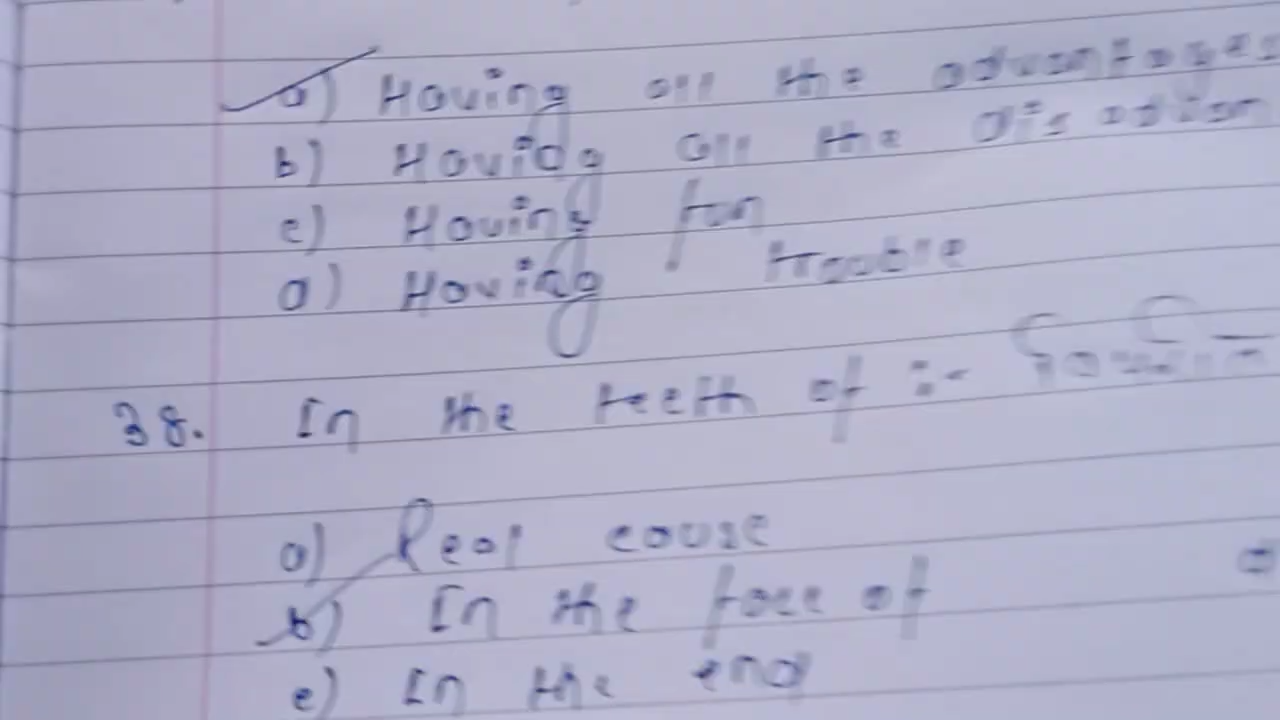 a) Having all the advantages
b) Having all the disadvan
c) Having fun
d) Having trouble
38. In the teeth of :-
a) Real cause
b) In the face of
c) In the end